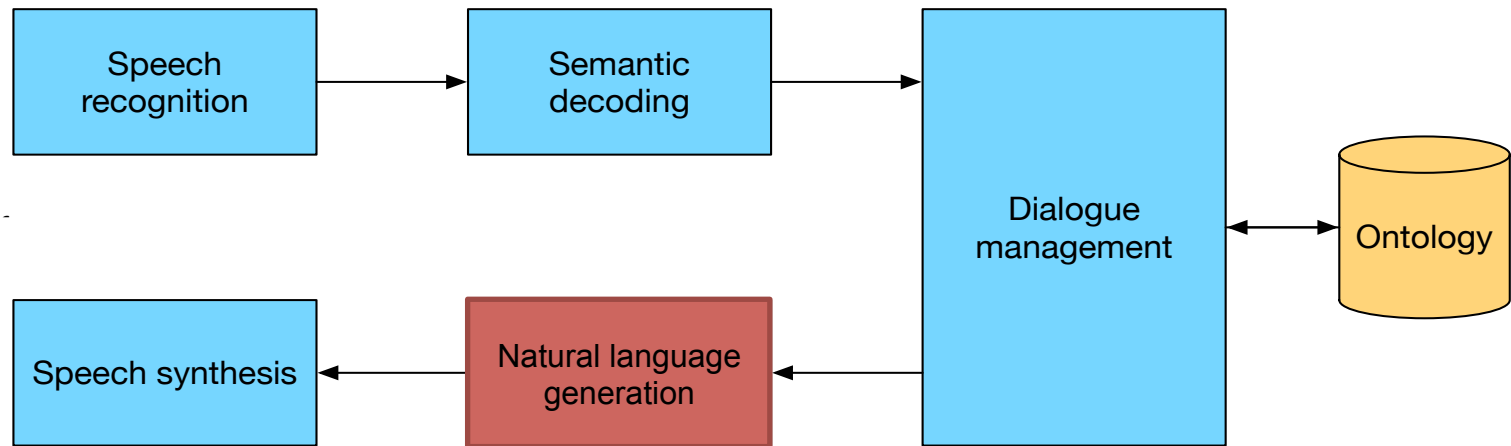 Speech
recognition
Semantic
decoding
Dialogue
management
Ontology
Speech synthesis
Natural language
generation